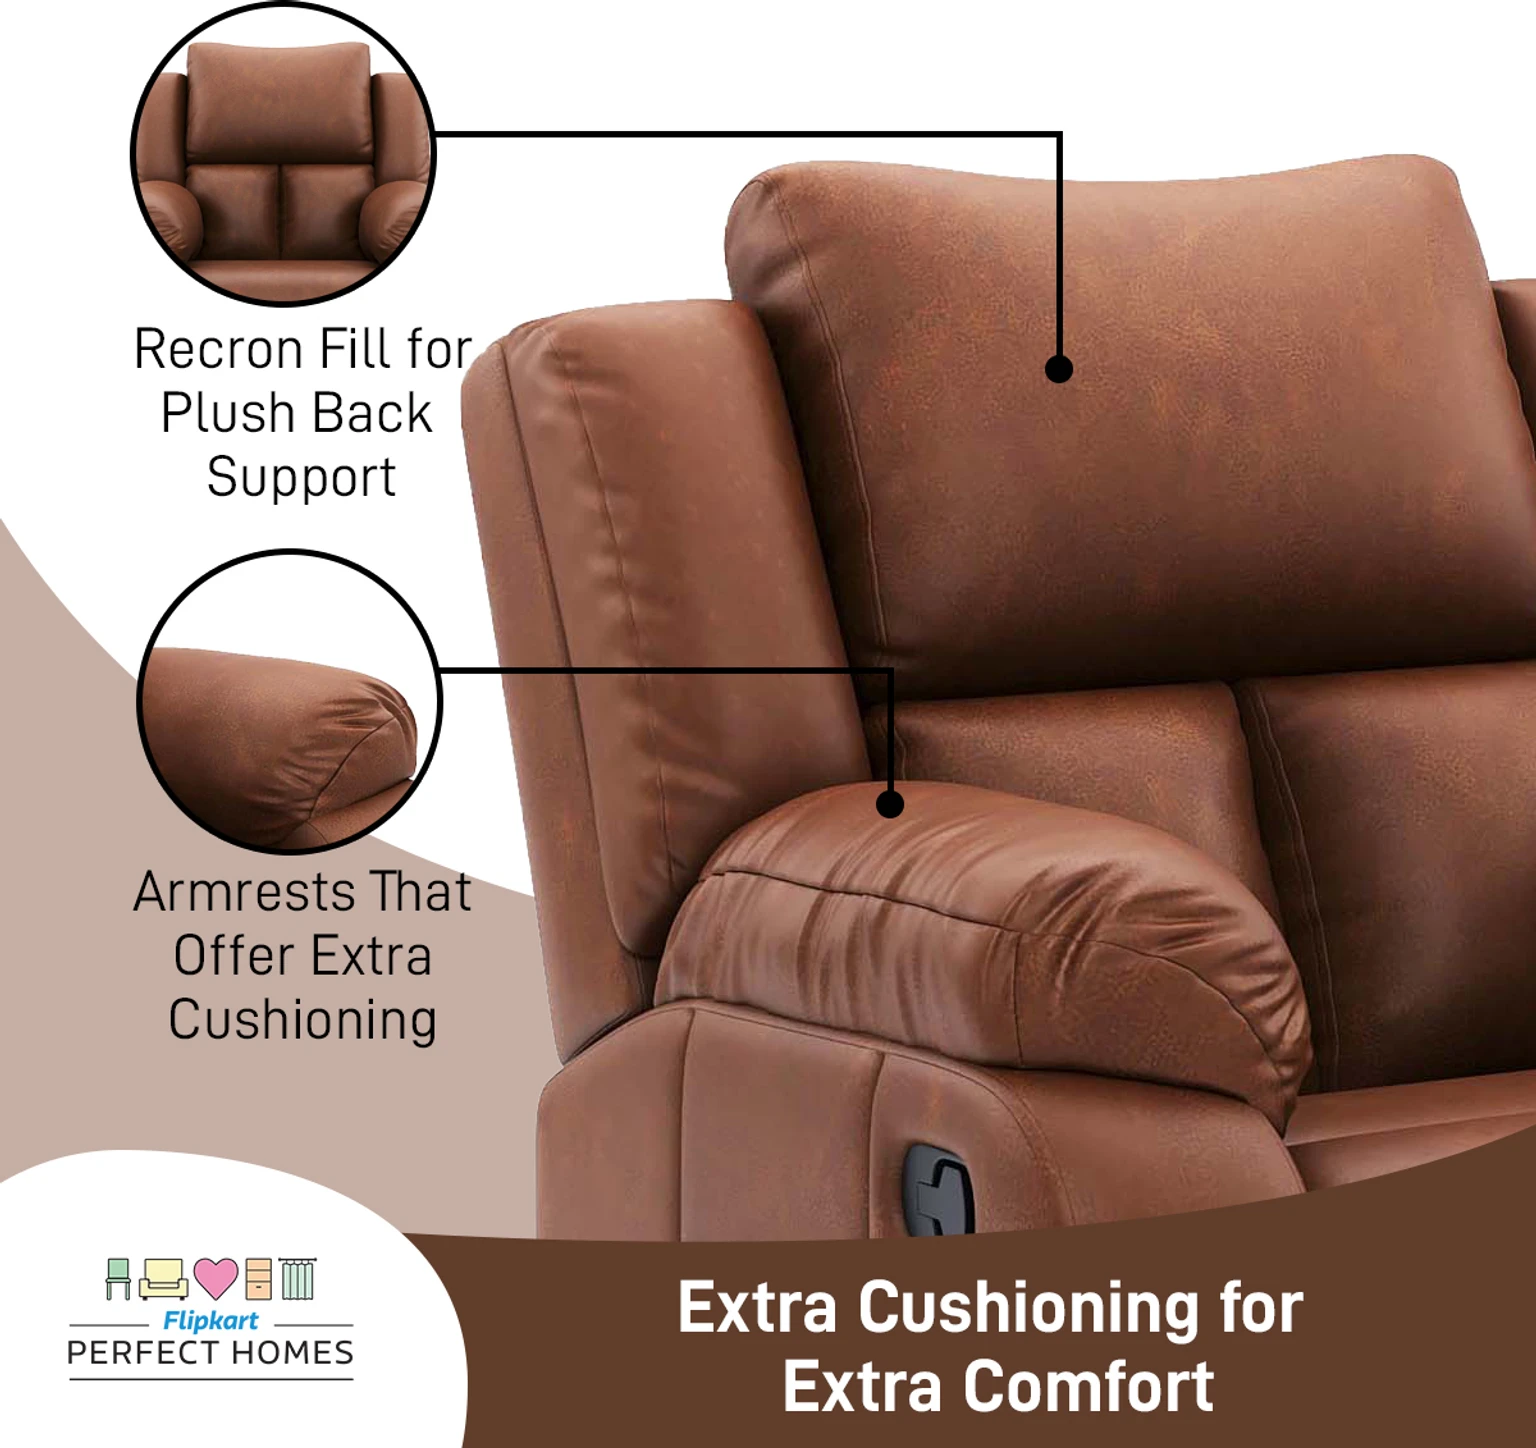 Recron Fill for
Plush Back
Support
Armrests That
Offer Extra
Cushioning
Flipkart
PERFECT HOMES
Extra Cushioning for
Extra Comfort